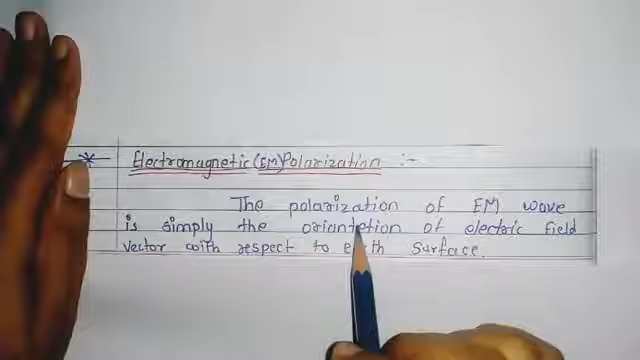 * Electromagnetic (EM) Polarization :-
The polarization of EM wave
is simply the oriantetion of electric field
vector with respect to surface.